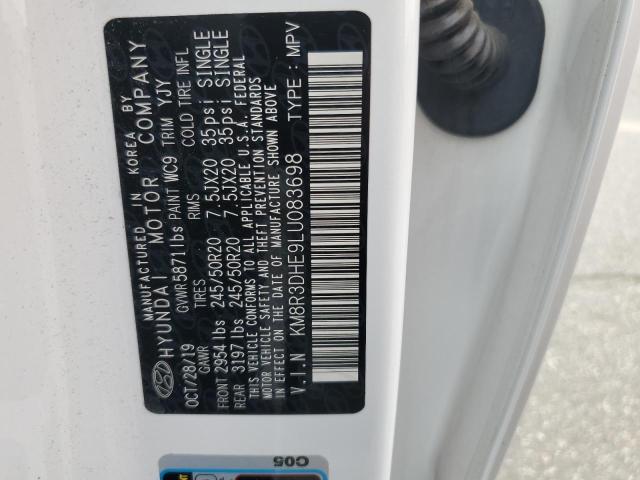 MANUFACTURED IN KOREA BY
HYUNDAI MOTOR COMPANY
OCT/28/19 GVWR 5871lbs PAINT WC9 TRIM YJY
GAWR TIRES RIMS COLD TIRE INFL
FRONT 2954 lbs 245/50R20 7.5JX20 35psi SINGLE
REAR 3197 lbs 245/50R20 7.5JX20 35psi SINGLE
THIS VEHICLE CONFORMS TO ALL APPLICABLE U.S.A. FEDERAL
MOTOR VEHICLE SAFETY AND THEFT PREVENTION STANDARDS
IN EFFECT ON THE DATE OF MANUFACTURE SHOWN ABOVE
V.I.N KM8R3DHE9LU083698 TYPE : MPV
C05